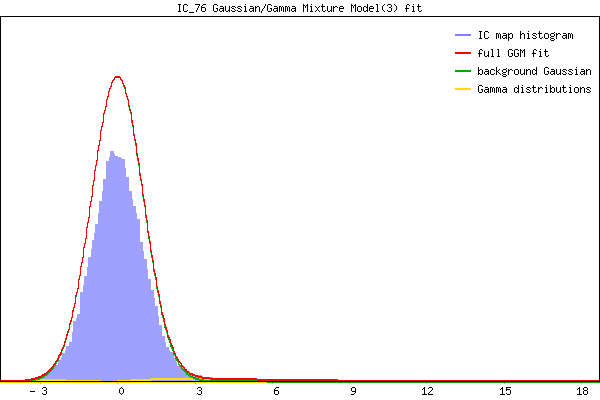 IC_76 Gaussian/Gamma Mixture Model(3) fit
IC map histogram
full GGM fit
background Gaussian
Gamma distributions
-3 0 3 6 9 12 15 18